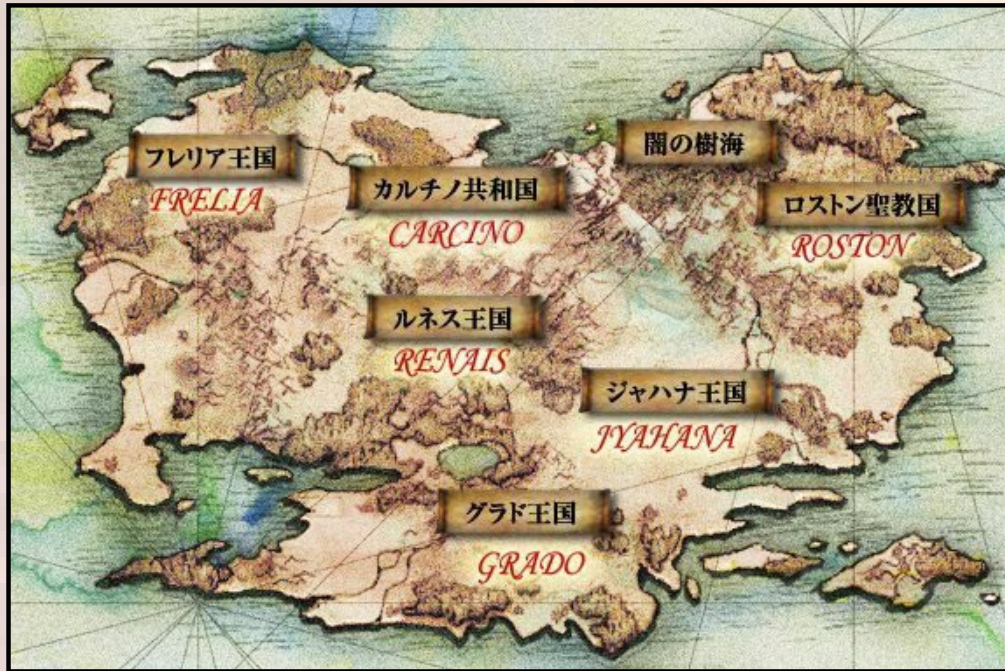 フレリア王国
FRELIA
カルチノ共和国
CARCINO
闇の樹海
ロストン聖教国
ROSTON
ルネス王国
RENAIS
ジャハナ王国
JYAHANA
グラド王国
GRADO